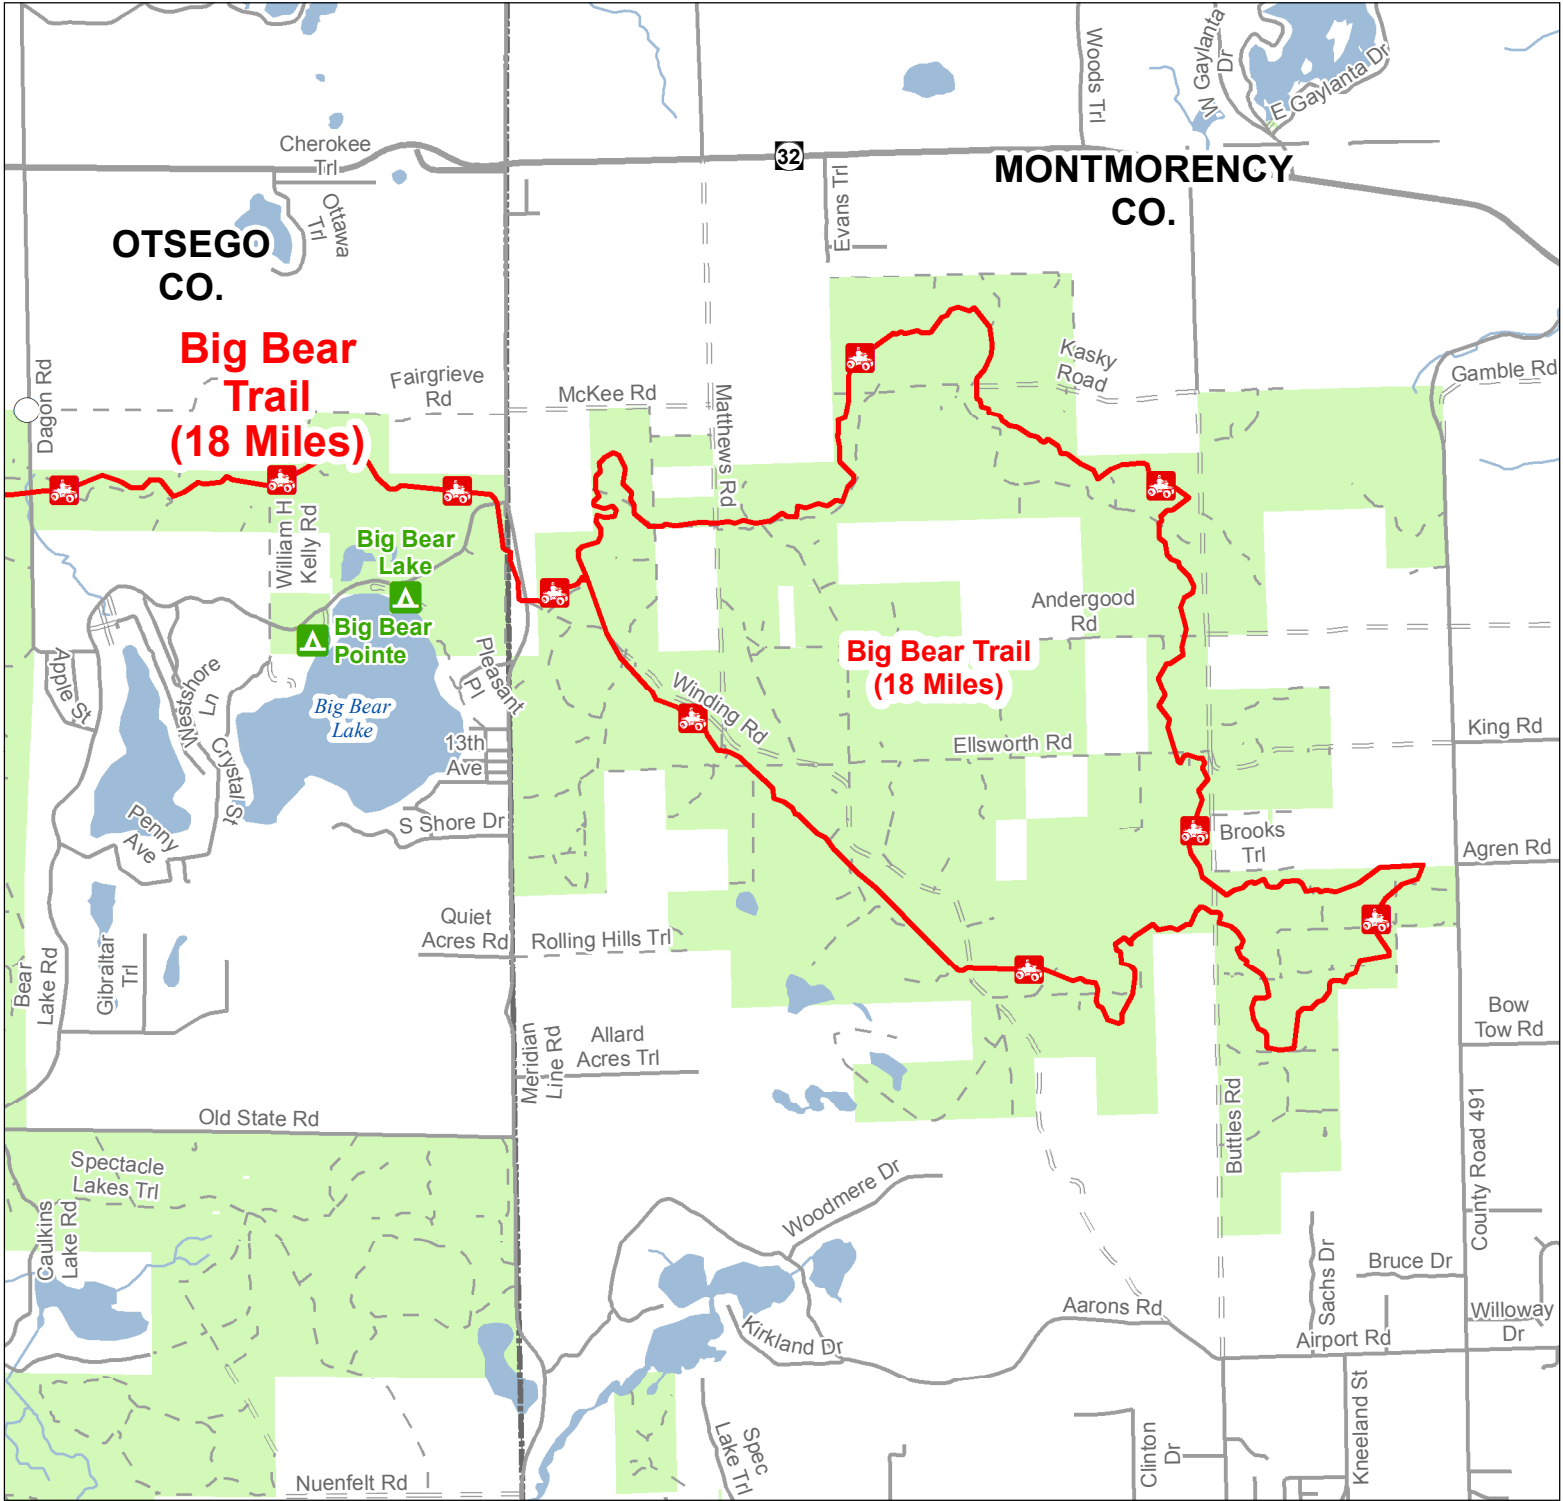 Cherokee
Trl
Ottawa
Trl
OTSEGO
CO.
32
Woods Trl
W Gaylanta
Dr
E Gaylanta Dr
MONTMORENCY
CO.
Evans Trl
Dagon Rd
Big Bear
Trail
(18 Miles)
Fairgrieve
Rd
McKee Rd
Matthews Rd
Kasky
Road
Gamble Rd
William H
Kelly Rd
Big Bear
Lake
Big Bear
Pointe
Big Bear
Lake
Apple St
Westshore
Ln
Crystal St
Penny
Ave
Pleasant
Pl
13th
Ave
S Shore Dr
Winding Rd
Andergood
Rd
Big Bear Trail
(18 Miles)
Ellsworth Rd
King Rd
Brooks
Trl
Agren Rd
Quiet
Acres Rd
Rolling Hills Trl
Bear
Lake Rd
Gibraltar
Trl
Meridian
Line Rd
Allard
Acres Trl
Bow
Tow Rd
Old State Rd
Spectacle
Lakes Trl
Caulkins
Lake Rd
Buttles Rd
County Road 491
Woodmere Dr
Kirkland Dr
Aarons Rd
Sachs Dr
Bruce Dr
Willoway
Dr
Airport Rd
Kneeland St
Clinton
Dr
Spec
Lake Trl
Nuenfelt Rd